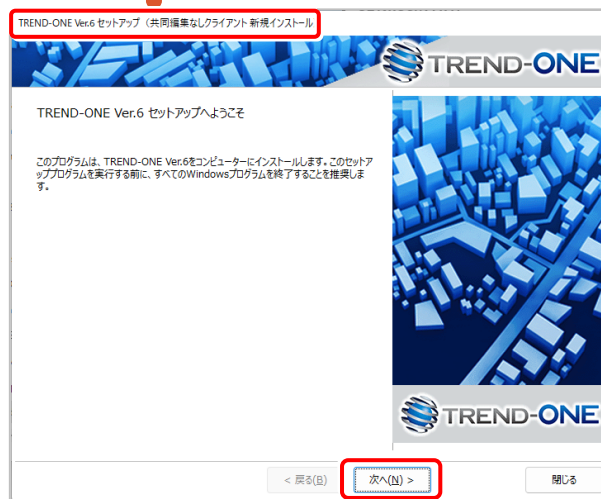 TREND-ONE Ver.6 セットアップ（共同編集なしクライアント 新規インストール
TREND-ONE
TREND-ONE Ver.6 セットアップへようこそ
このプログラムは、TREND-ONE Ver.6をコンピューターにインストールします。このセットア
ッププログラムを実行する前に、すべてのWindowsプログラムを終了することを推奨しま
す。
TREND-ONE
< 戻る(B)
次へ(N) >
閉じる